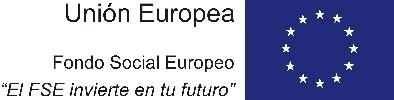 Unión Europea
Fondo Social Europeo
“El FSE invierte en tu futuro”